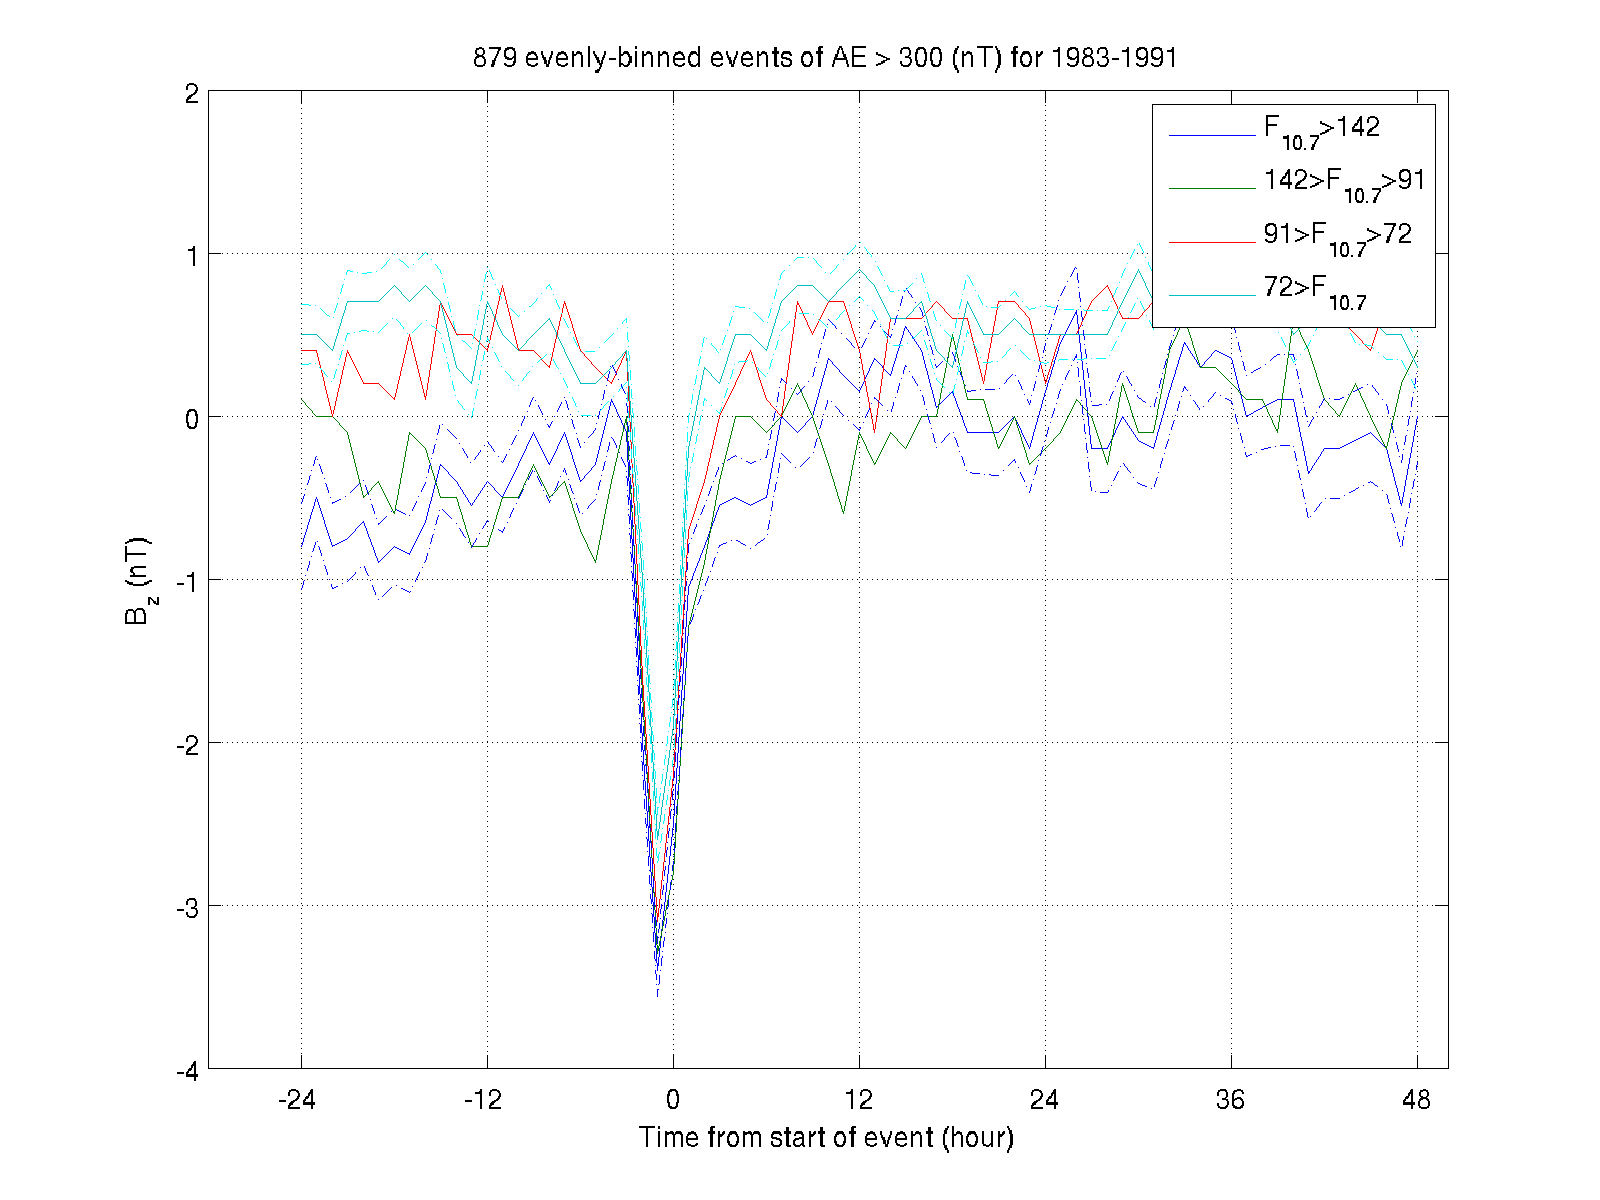 879 evenly-binned events of AE > 300 (nT) for 1983-1991
2
1
0
-1
-2
-3
-4
B_z (nT)
F_10.7>142
142>F_10.7>91
91>F_10.7>72
72>F_10.7
-24 -12 0 12 24 36 48
Time from start of event (hour)